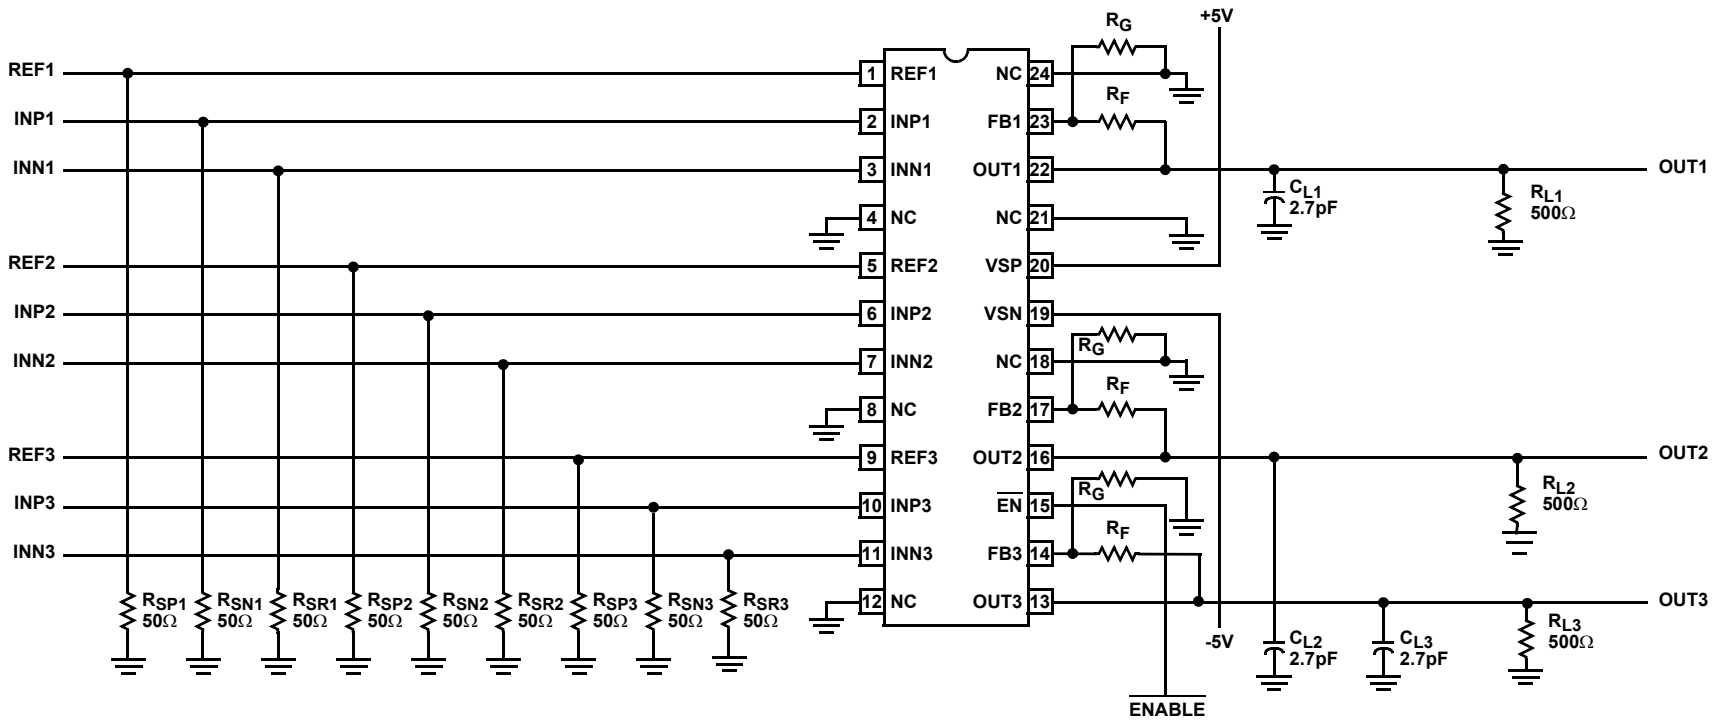 REF1
INP1
INN1
REF2
INP2
INN2
REF3
INP3
INN3
RSP1
50Ω
RSN1
50Ω
RSR1
50Ω
RSP2
50Ω
RSN2
50Ω
RSR2
50Ω
RSP3
50Ω
RSN3
50Ω
RSR3
50Ω
1 REF1
2 INP1
3 INN1
4 NC
5 REF2
6 INP2
7 INN2
8 NC
9 REF3
10 INP3
11 INN3
12 NC
NC 24
FB1 23
OUT1 22
NC 21
VSP 20
VSN 19
NC 18
FB2 17
OUT2 16
EN 15
FB3 14
OUT3 13
RG
RF
+5V
RG
RF
RG
RF
-5V
ENABLE
CL1
2.7pF
RL1
500Ω
OUT1
OUT2
RL2
500Ω
OUT3
CL2
2.7pF
CL3
2.7pF
RL3
500Ω